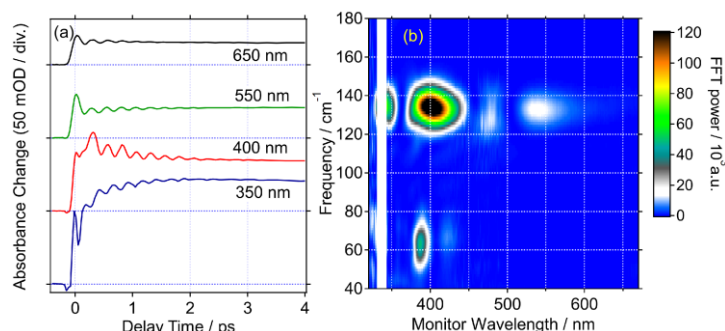 (a)
650 nm
550 nm
400 nm
350 nm
Absorbance Change (50 mOD / div.)
0
1
2
3
4
Delay Time / ps
(b)
180
160
140
120
100
80
60
40
Frequency / cm⁻¹
400
500
600
Monitor Wavelength / nm
120
100
80
60
40
20
0
FFT power / 10³ a.u.